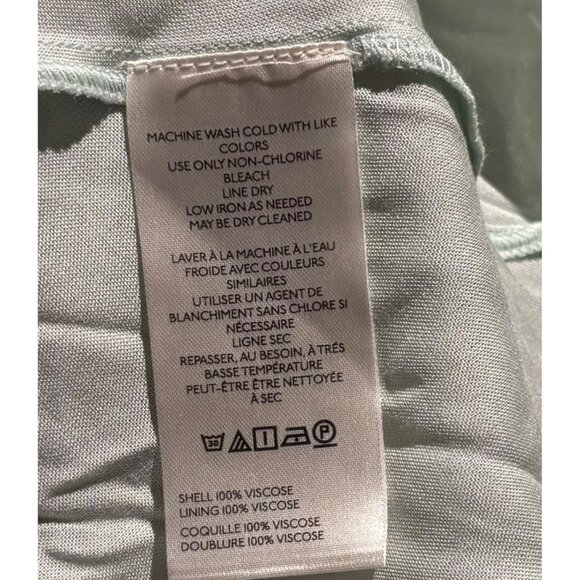 MACHINE WASH COLD WITH LIKE
COLORS
USE ONLY NON-CHLORINE
BLEACH
LINE DRY
LOW IRON AS NEEDED
MAY BE DRY CLEANED
LAVER À LA MACHINE À L'EAU
FROIDE AVEC COULEURS
SIMILAIRES
UTILISER UN AGENT DE
BLANCHIMENT SANS CHLORE SI
NÉCESSAIRE
LIGNE SEC
REPASSER, AU BESOIN, À TRÉS
BASSE TEMPÉRATURE
PEUT-ÊTRE ÊTRE NETTOYÉE
À SEC
30 P
SHELL 100% VISCOSE
LINING 100% VISCOSE
COQUILLE 100% VISCOSE
DOUBLURE 100% VISCOSE